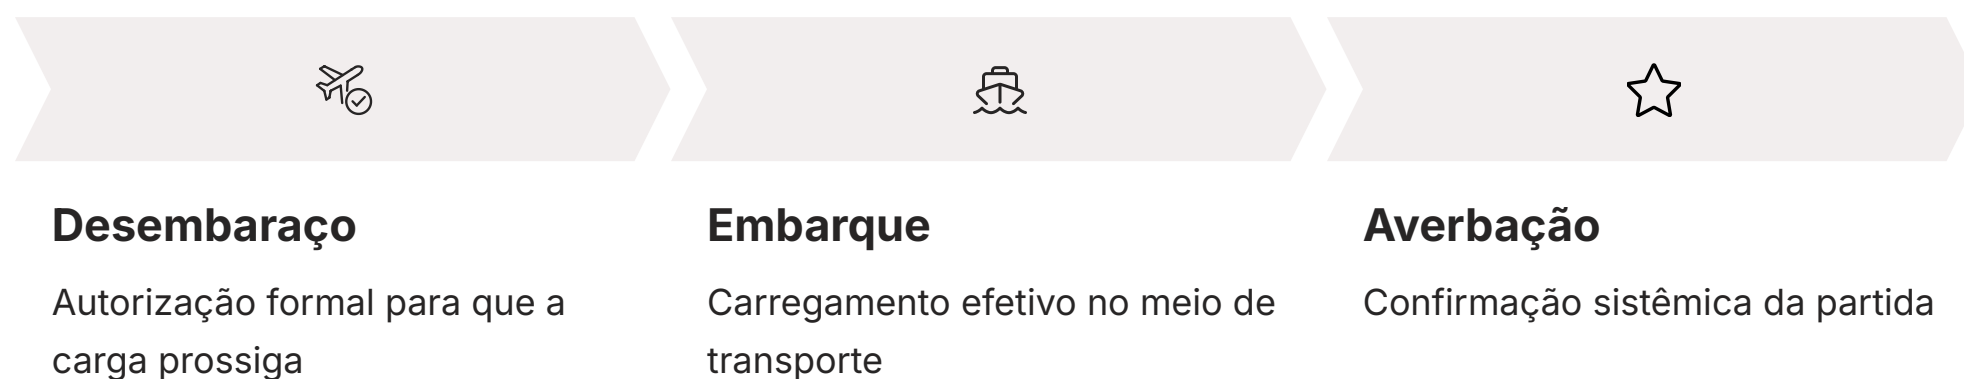 Desembaraço
Autorização formal para que a
carga prossiga
Embarque
Carregamento efetivo no meio de
transporte
Averbação
Confirmação sistêmica da partida